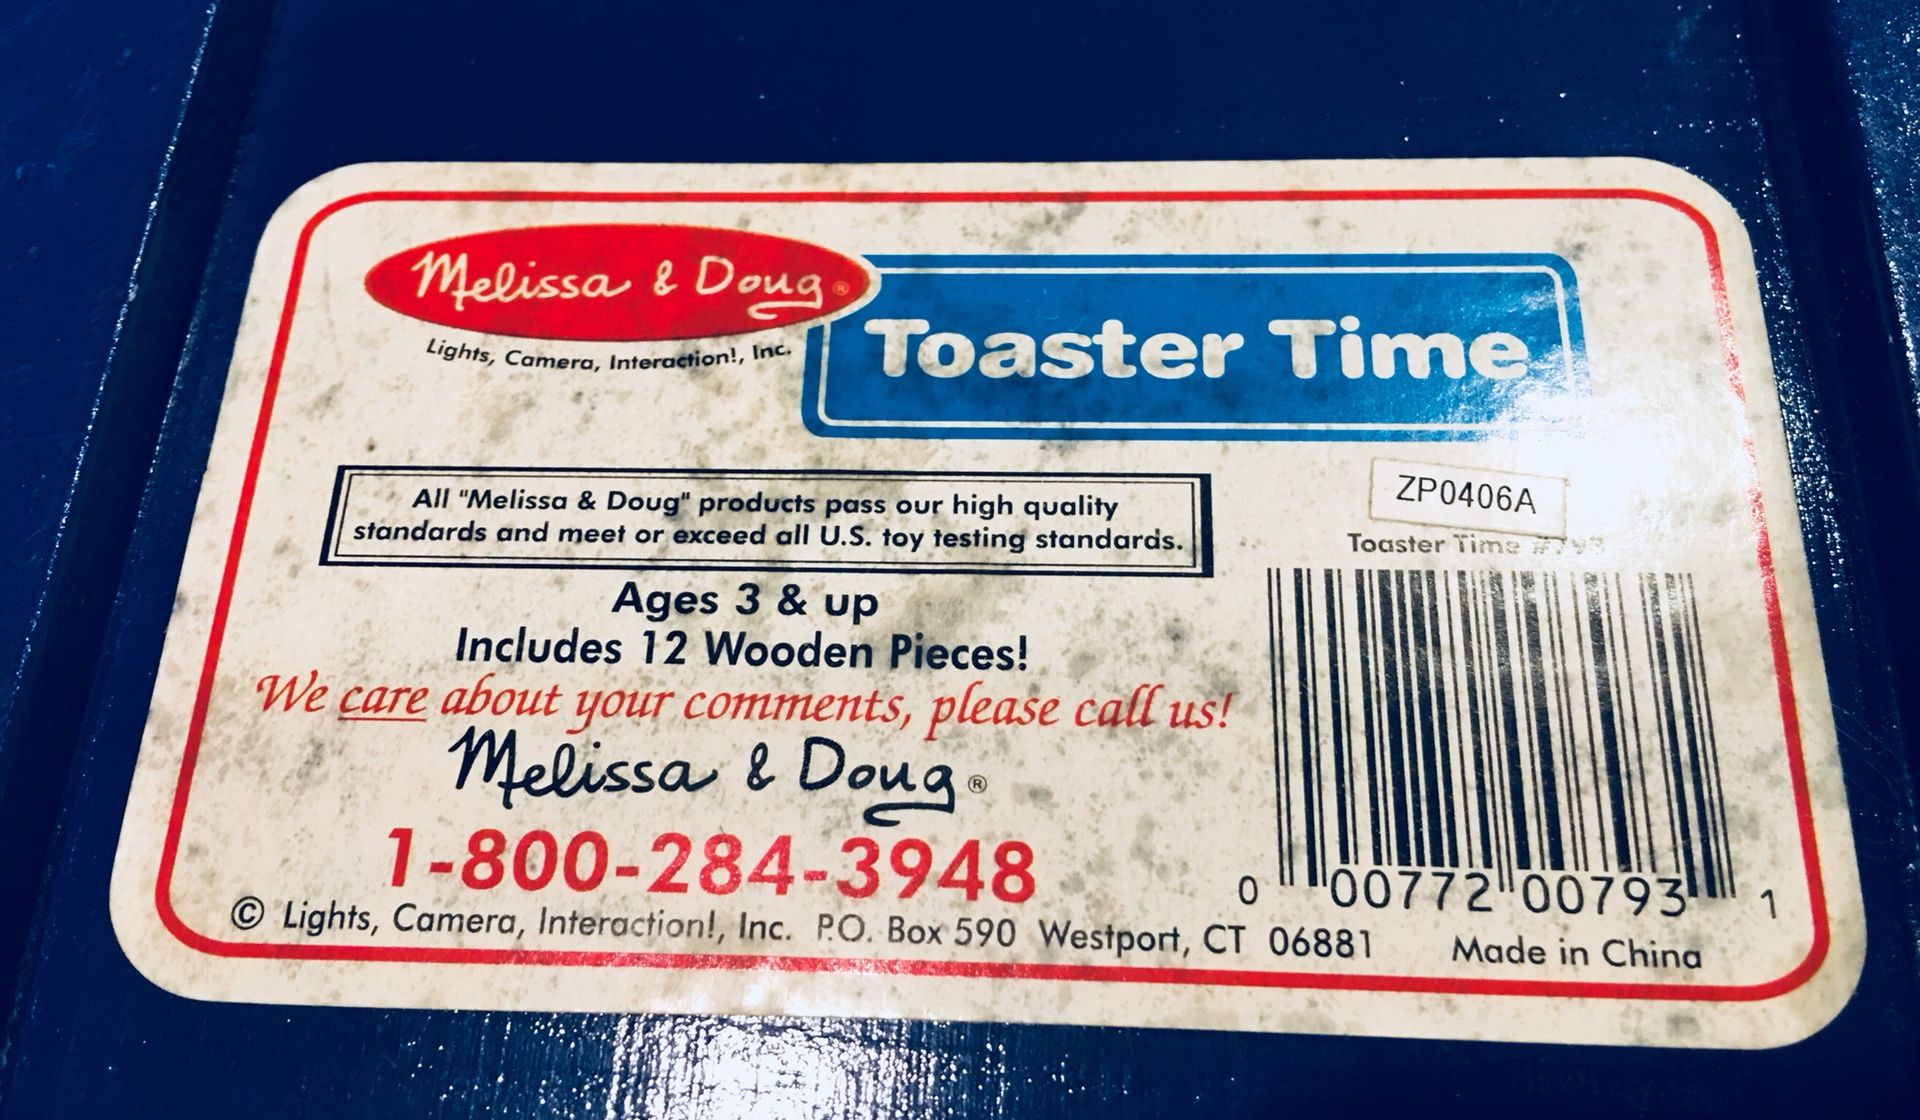 Melissa & Doug®
Lights, Camera, Interaction!, Inc.
Toaster Time
All "Melissa & Doug" products pass our high quality
standards and meet or exceed all U.S. toy testing standards.
Ages 3 & up
Includes 12 Wooden Pieces!
We care about your comments, please call us!
Melissa & Doug®
1-800-284-3948
© Lights, Camera, Interaction!, Inc. P.O. Box 590 Westport, CT 06881
Made in China
ZP0406A
Toaster Time #793
0 00772 00793 1